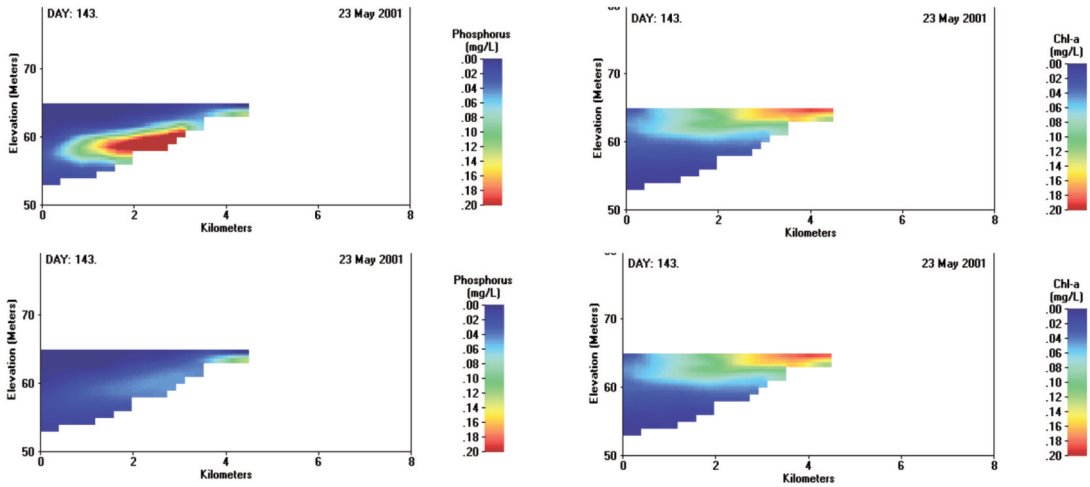 DAY: 143. 23 May 2001
Phosphorus
(mg/L)
.00
.02
.04
.06
.08
.10
.12
.14
.16
.18
.20
Elevation (Meters)
70
60
50
0 2 4 6 8
Kilometers
DAY: 143. 23 May 2001
Chl-a
(mg/L)
.00
.02
.04
.06
.08
.10
.12
.14
.16
.18
.20
Elevation (Meters)
70
60
50
0 2 4 6 8
Kilometers
DAY: 143. 23 May 2001
Phosphorus
(mg/L)
.00
.02
.04
.06
.08
.10
.12
.14
.16
.18
.20
Elevation (Meters)
70
60
50
0 2 4 6 8
Kilometers
DAY: 143. 23 May 2001
Chl-a
(mg/L)
.00
.02
.04
.06
.08
.10
.12
.14
.16
.18
.20
Elevation (Meters)
70
60
50
0 2 4 6 8
Kilometers